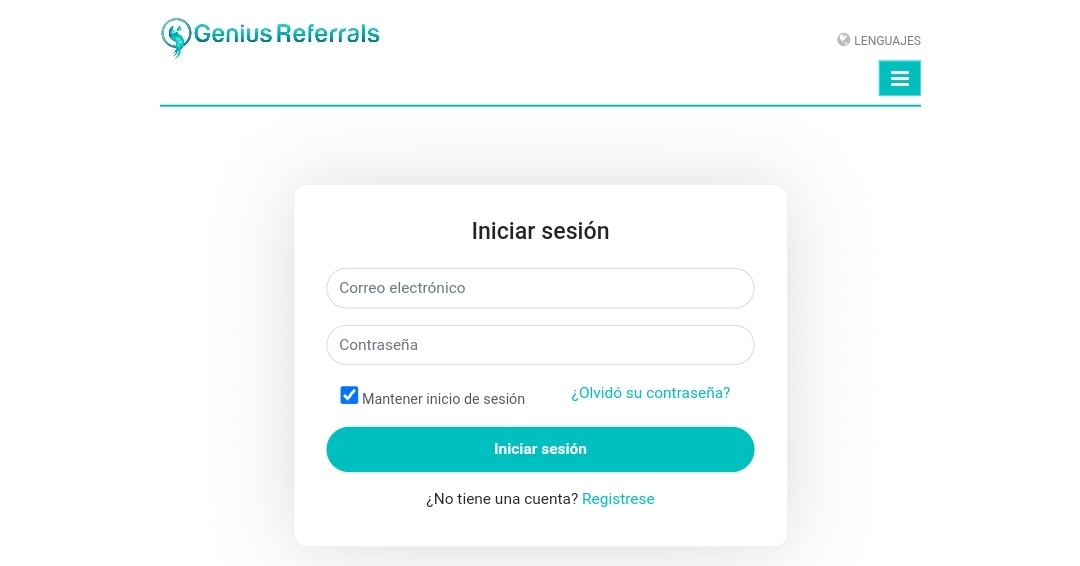 Genius Referrals
LENGUAJES
Iniciar sesión
Correo electrónico
Contraseña
Mantener inicio de sesión
¿Olvidó su contraseña?
Iniciar sesión
¿No tiene una cuenta? Registrese